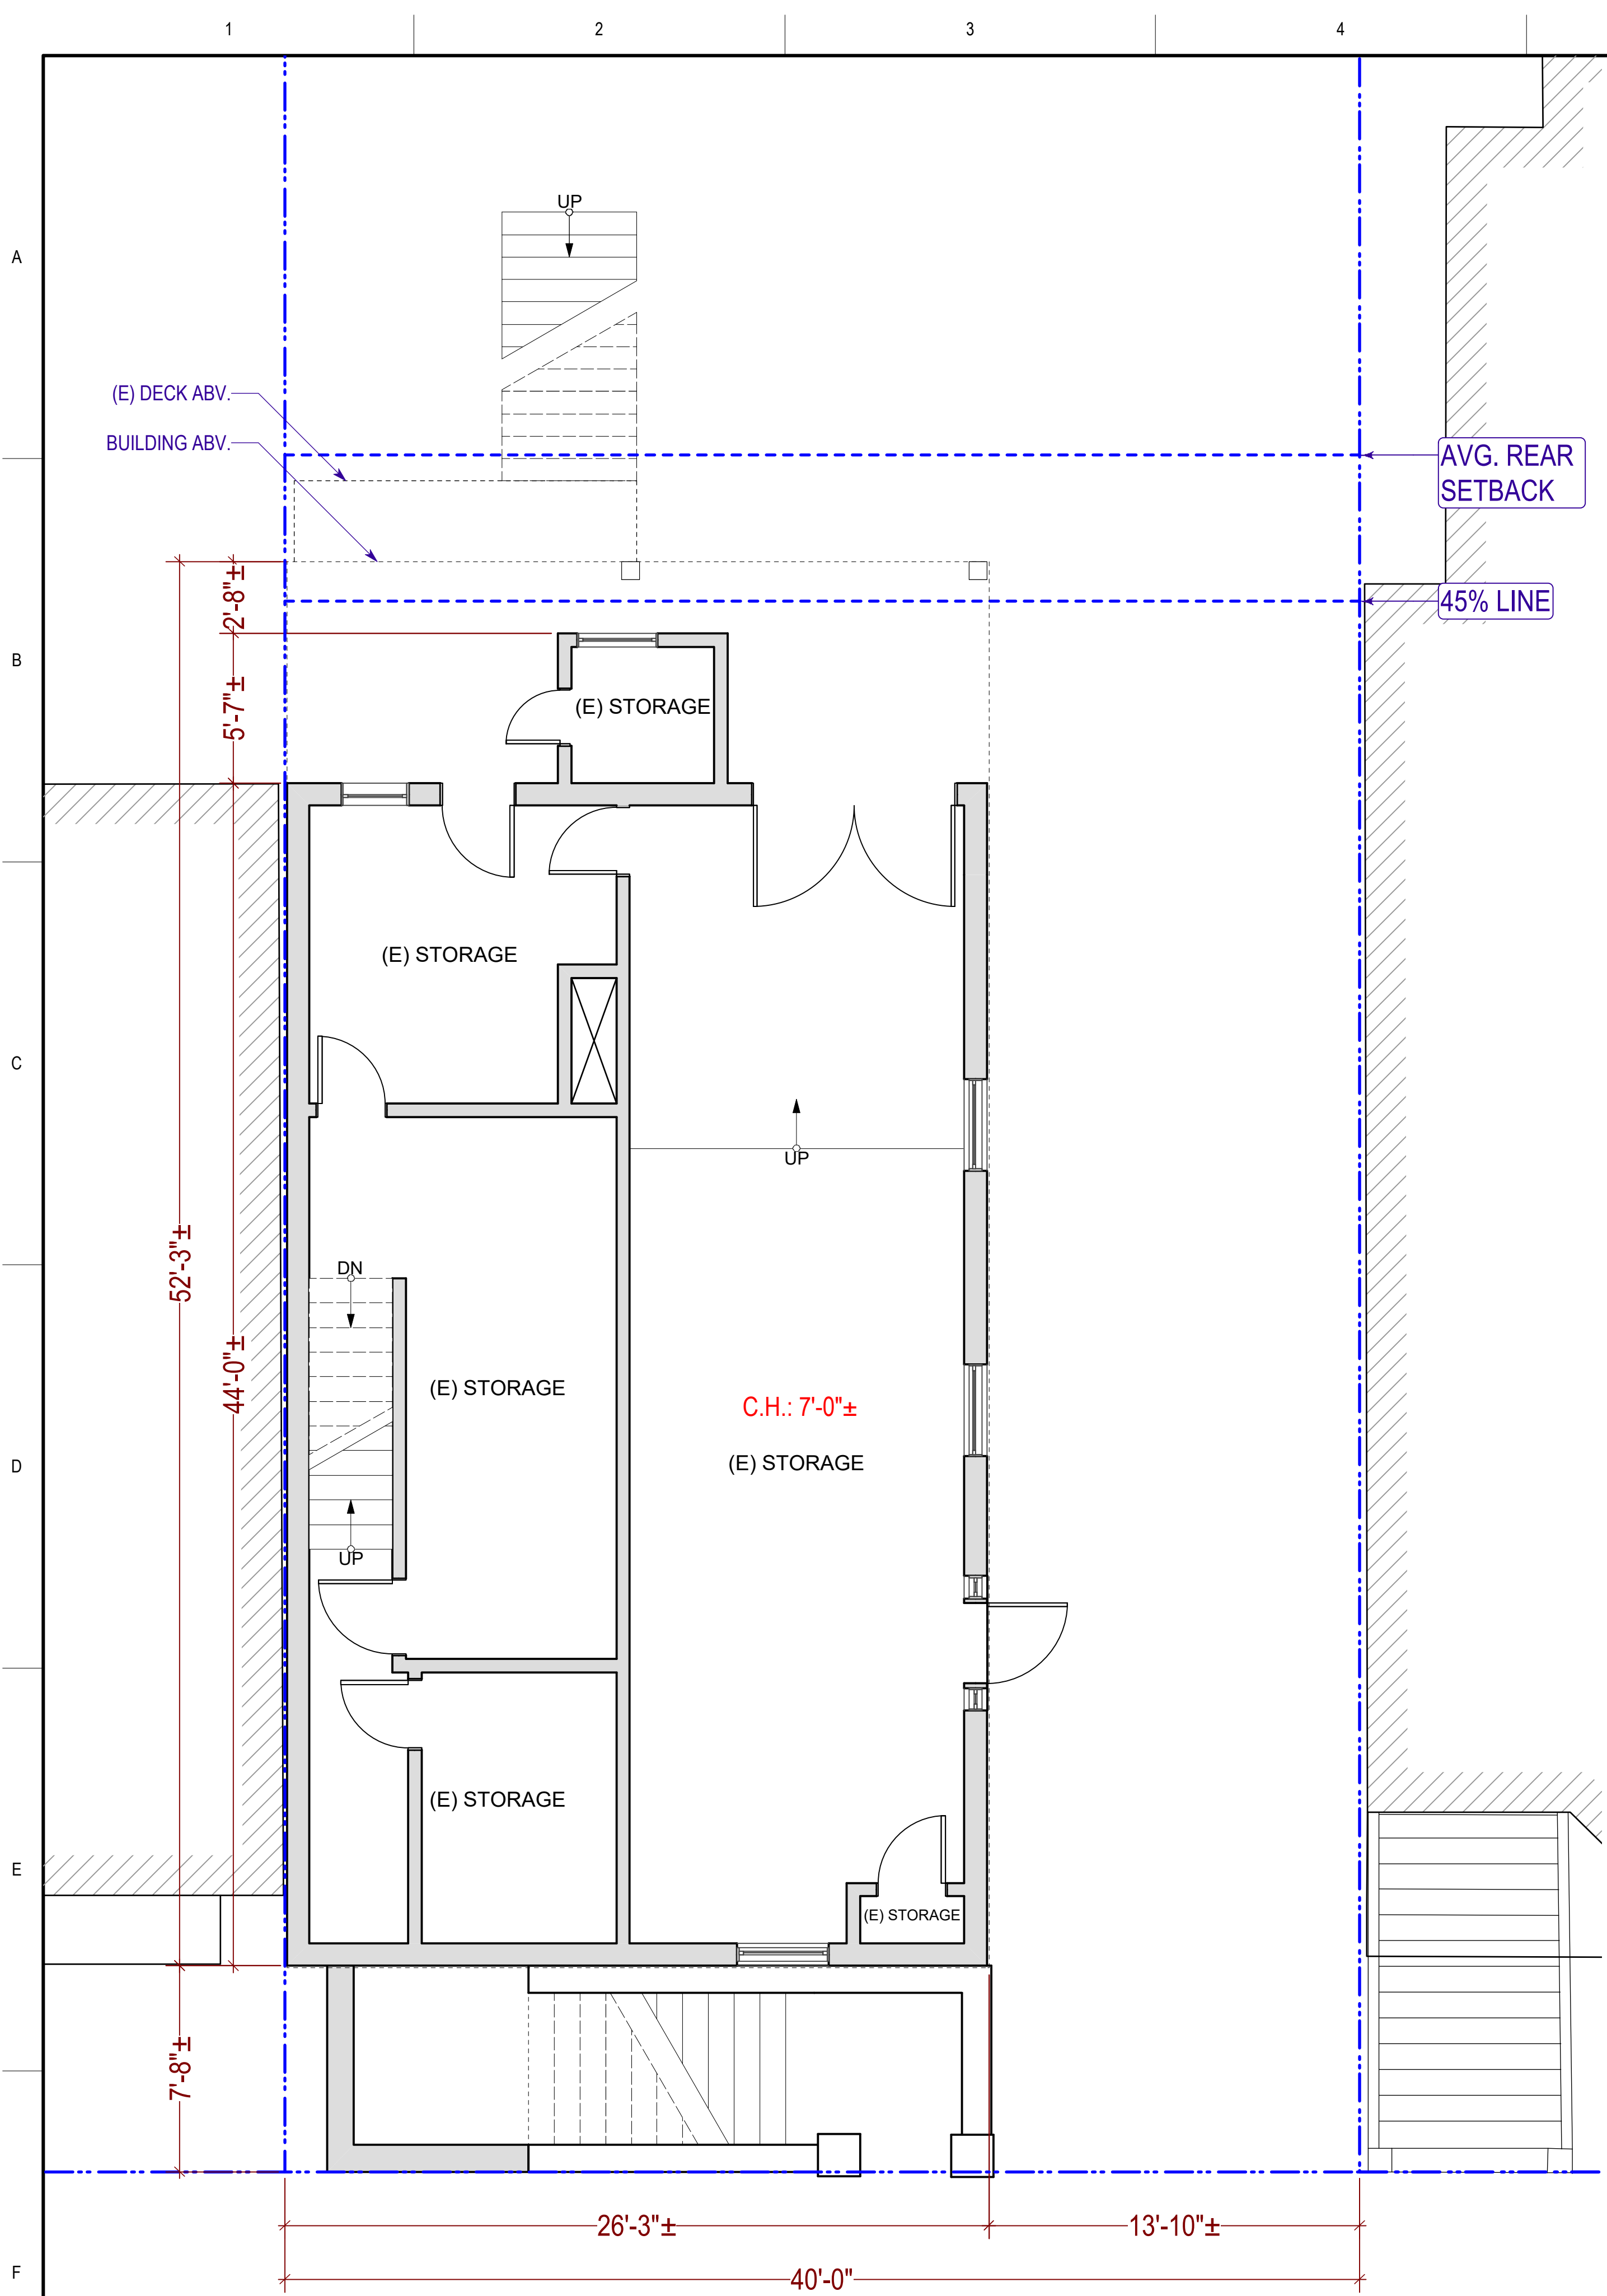 1
2
3
4
A
UP
(E) DECK ABV.
BUILDING ABV.
AVG. REAR
SETBACK
2'-8"±
45% LINE
B
5'-7"±
(E) STORAGE
(E) STORAGE
C
UP
52'-3"±
DN
44'-0"±
(E) STORAGE
C.H.: 7'-0"±
(E) STORAGE
D
UP
(E) STORAGE
E
(E) STORAGE
7'-8"±
26'-3"±
13'-10"±
F
40'-0"